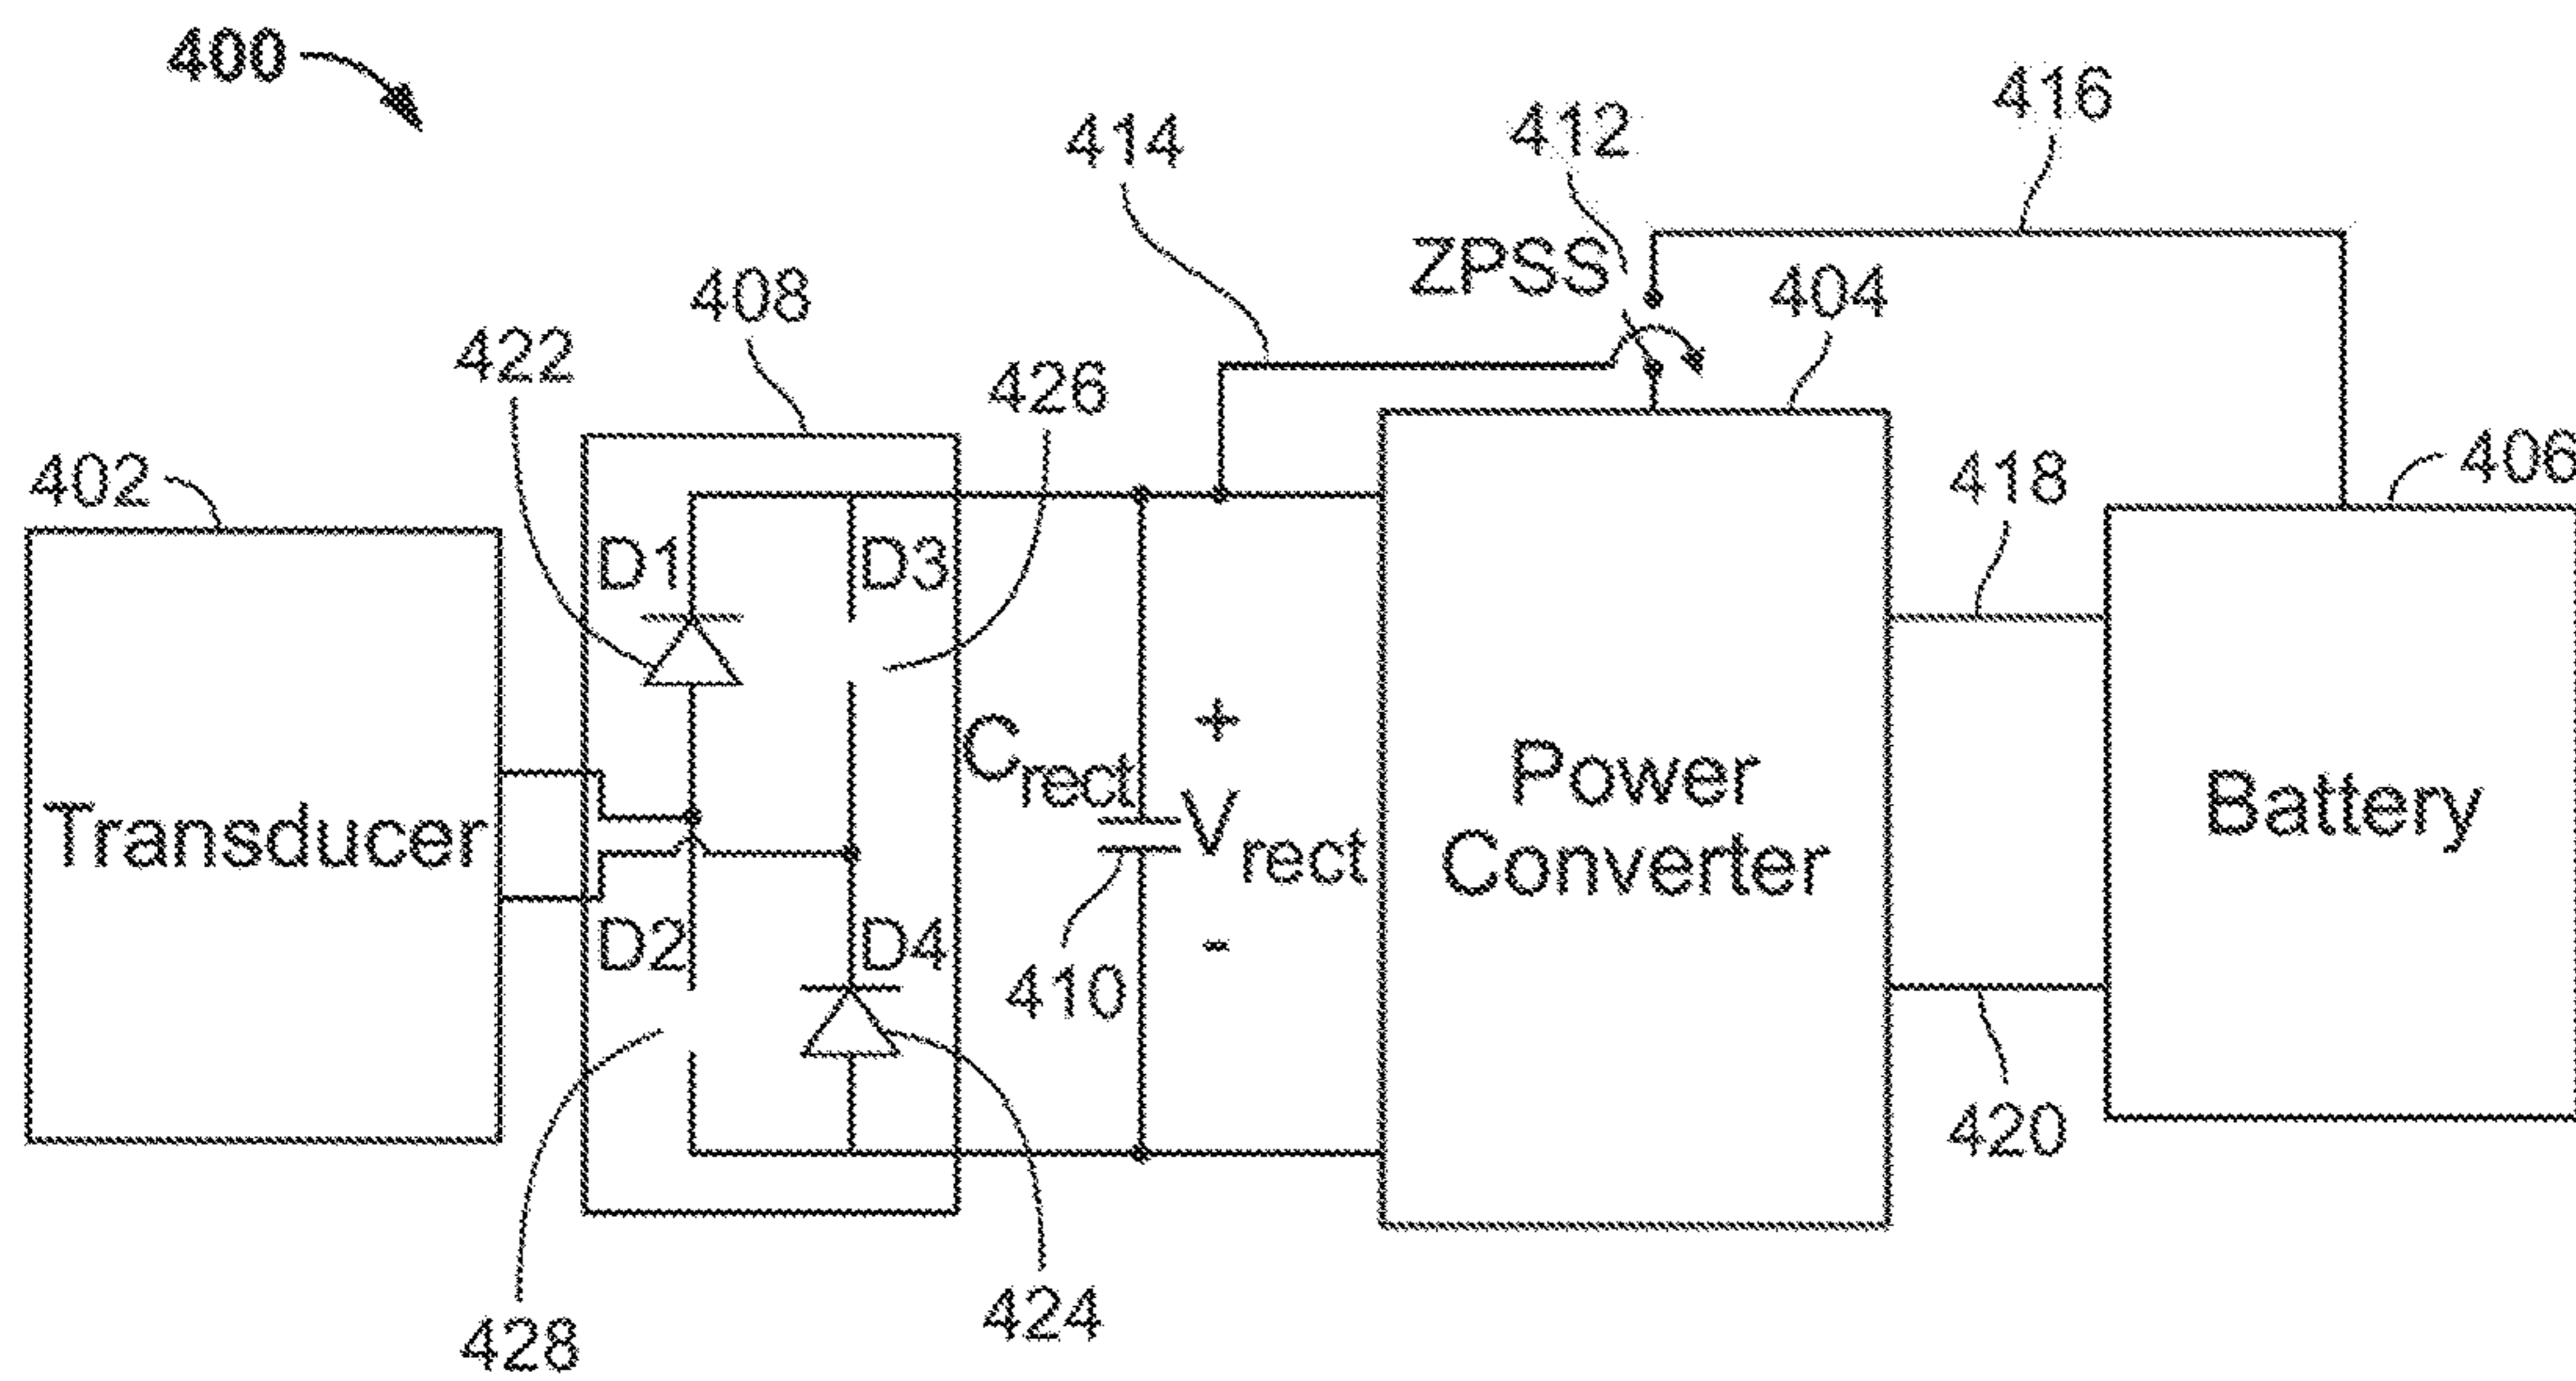 400
416
414
412
ZPSS
404
408
422
426
418
406
402
D1
D3
Crect
+
Vrect
-
Transducer
Power
Converter
Battery
D2
D4
410
420
428
424